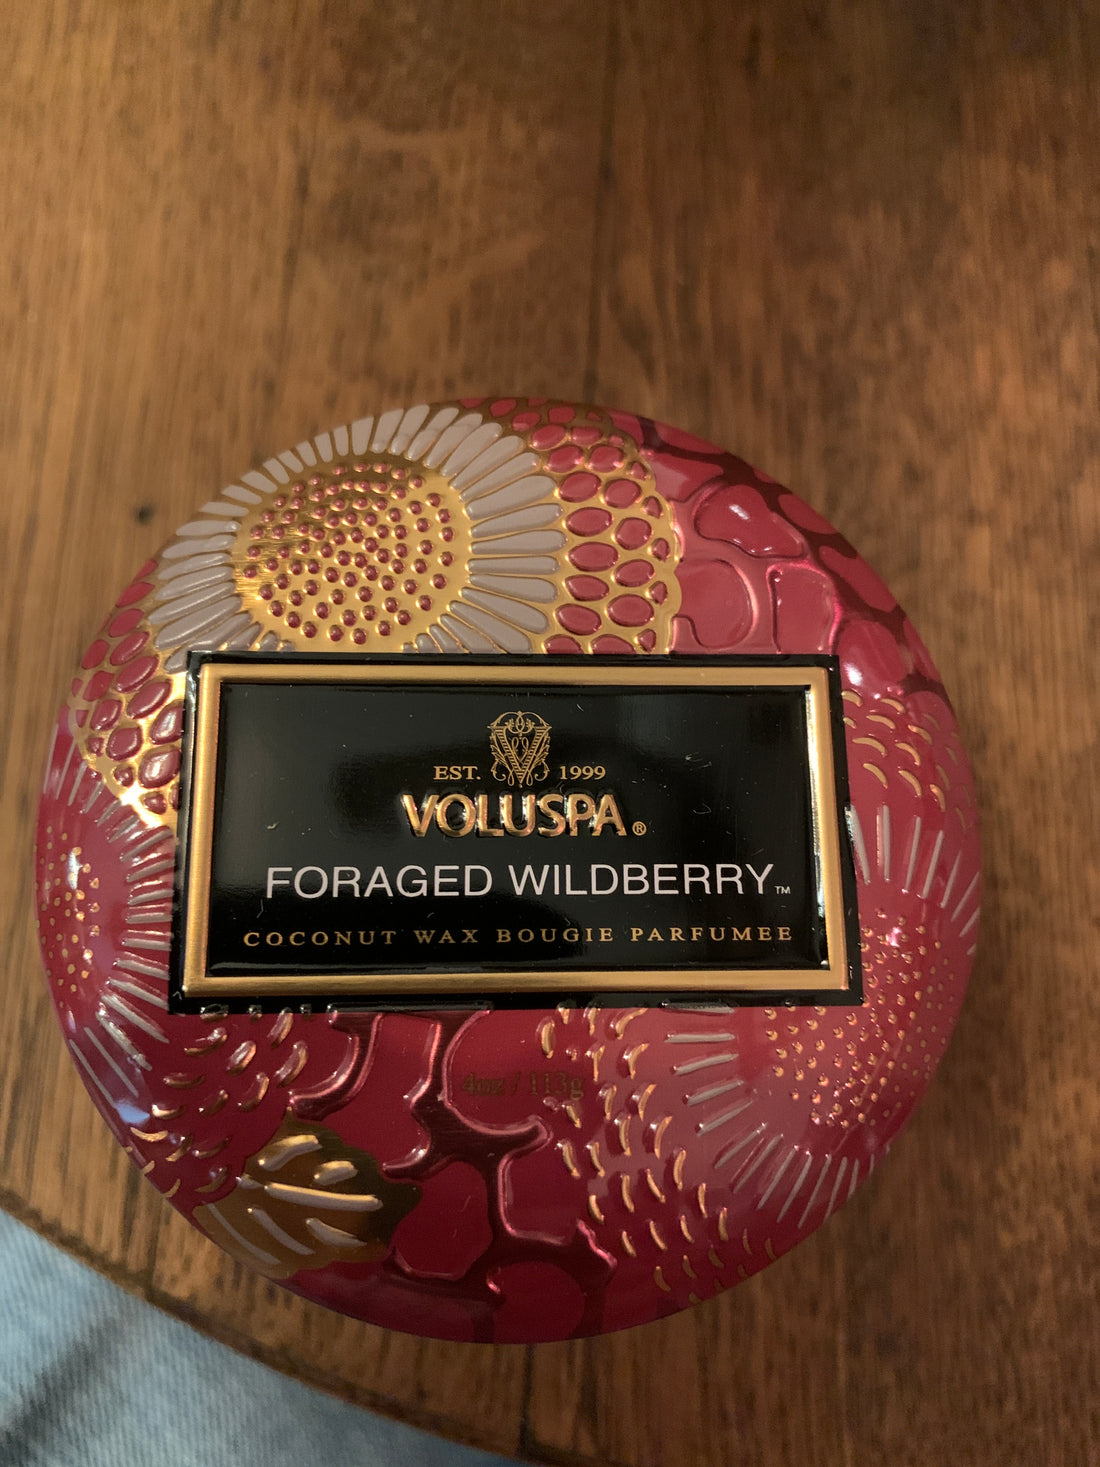 EST. 1999
VOLUSPA®
FORAGED WILDBERRY™
COCONUT WAX BOUGIE PARFUMEE
4oz / 113g